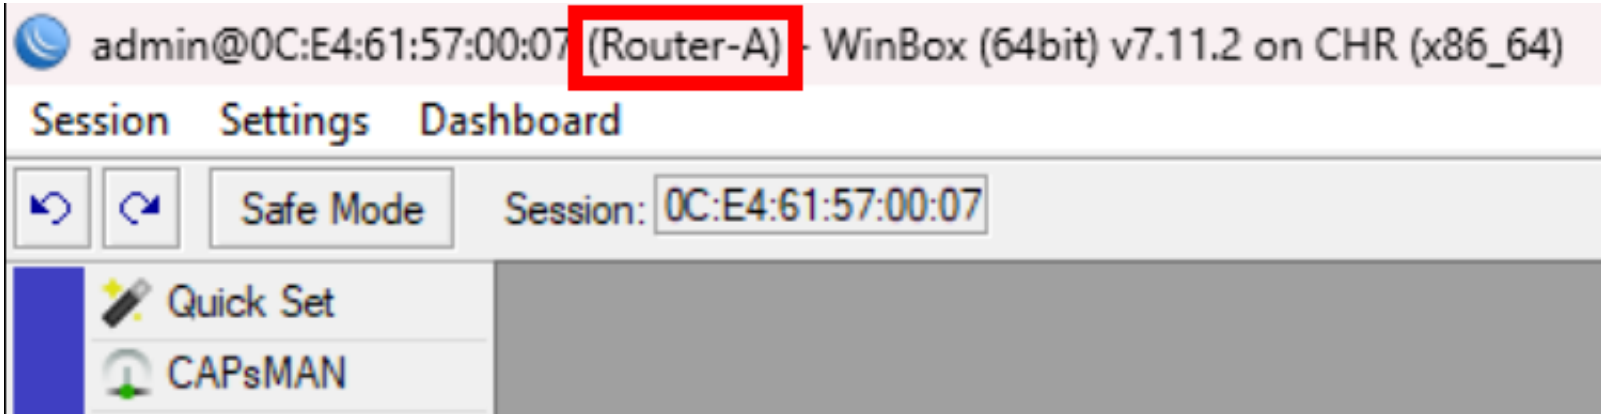 admin@0C:E4:61:57:00:07 (Router-A) - WinBox (64bit) v7.11.2 on CHR (x86_64)
Session Settings Dashboard
Safe Mode Session: 0C:E4:61:57:00:07
Quick Set
CAPsMAN